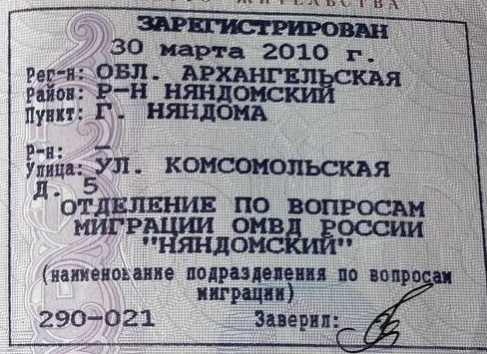 ЖИТЕЛЬСТВА
ЗАРЕГИСТРИРОВАН
30 марта 2010 г.
Рег-н: ОБЛ. АРХАНГЕЛЬСКАЯ
Район: Р-Н НЯНДОМСКИЙ
Пункт: Г. НЯНДОМА
Р-н: —
Улица: УЛ. КОМСОМОЛЬСКАЯ
Д. 5
ОТДЕЛЕНИЕ ПО ВОПРОСАМ
МИГРАЦИИ ОМВД РОССИИ
"НЯНДОМСКИЙ"
(наименование подразделения по вопросам
миграции)
290-021 Заверил: